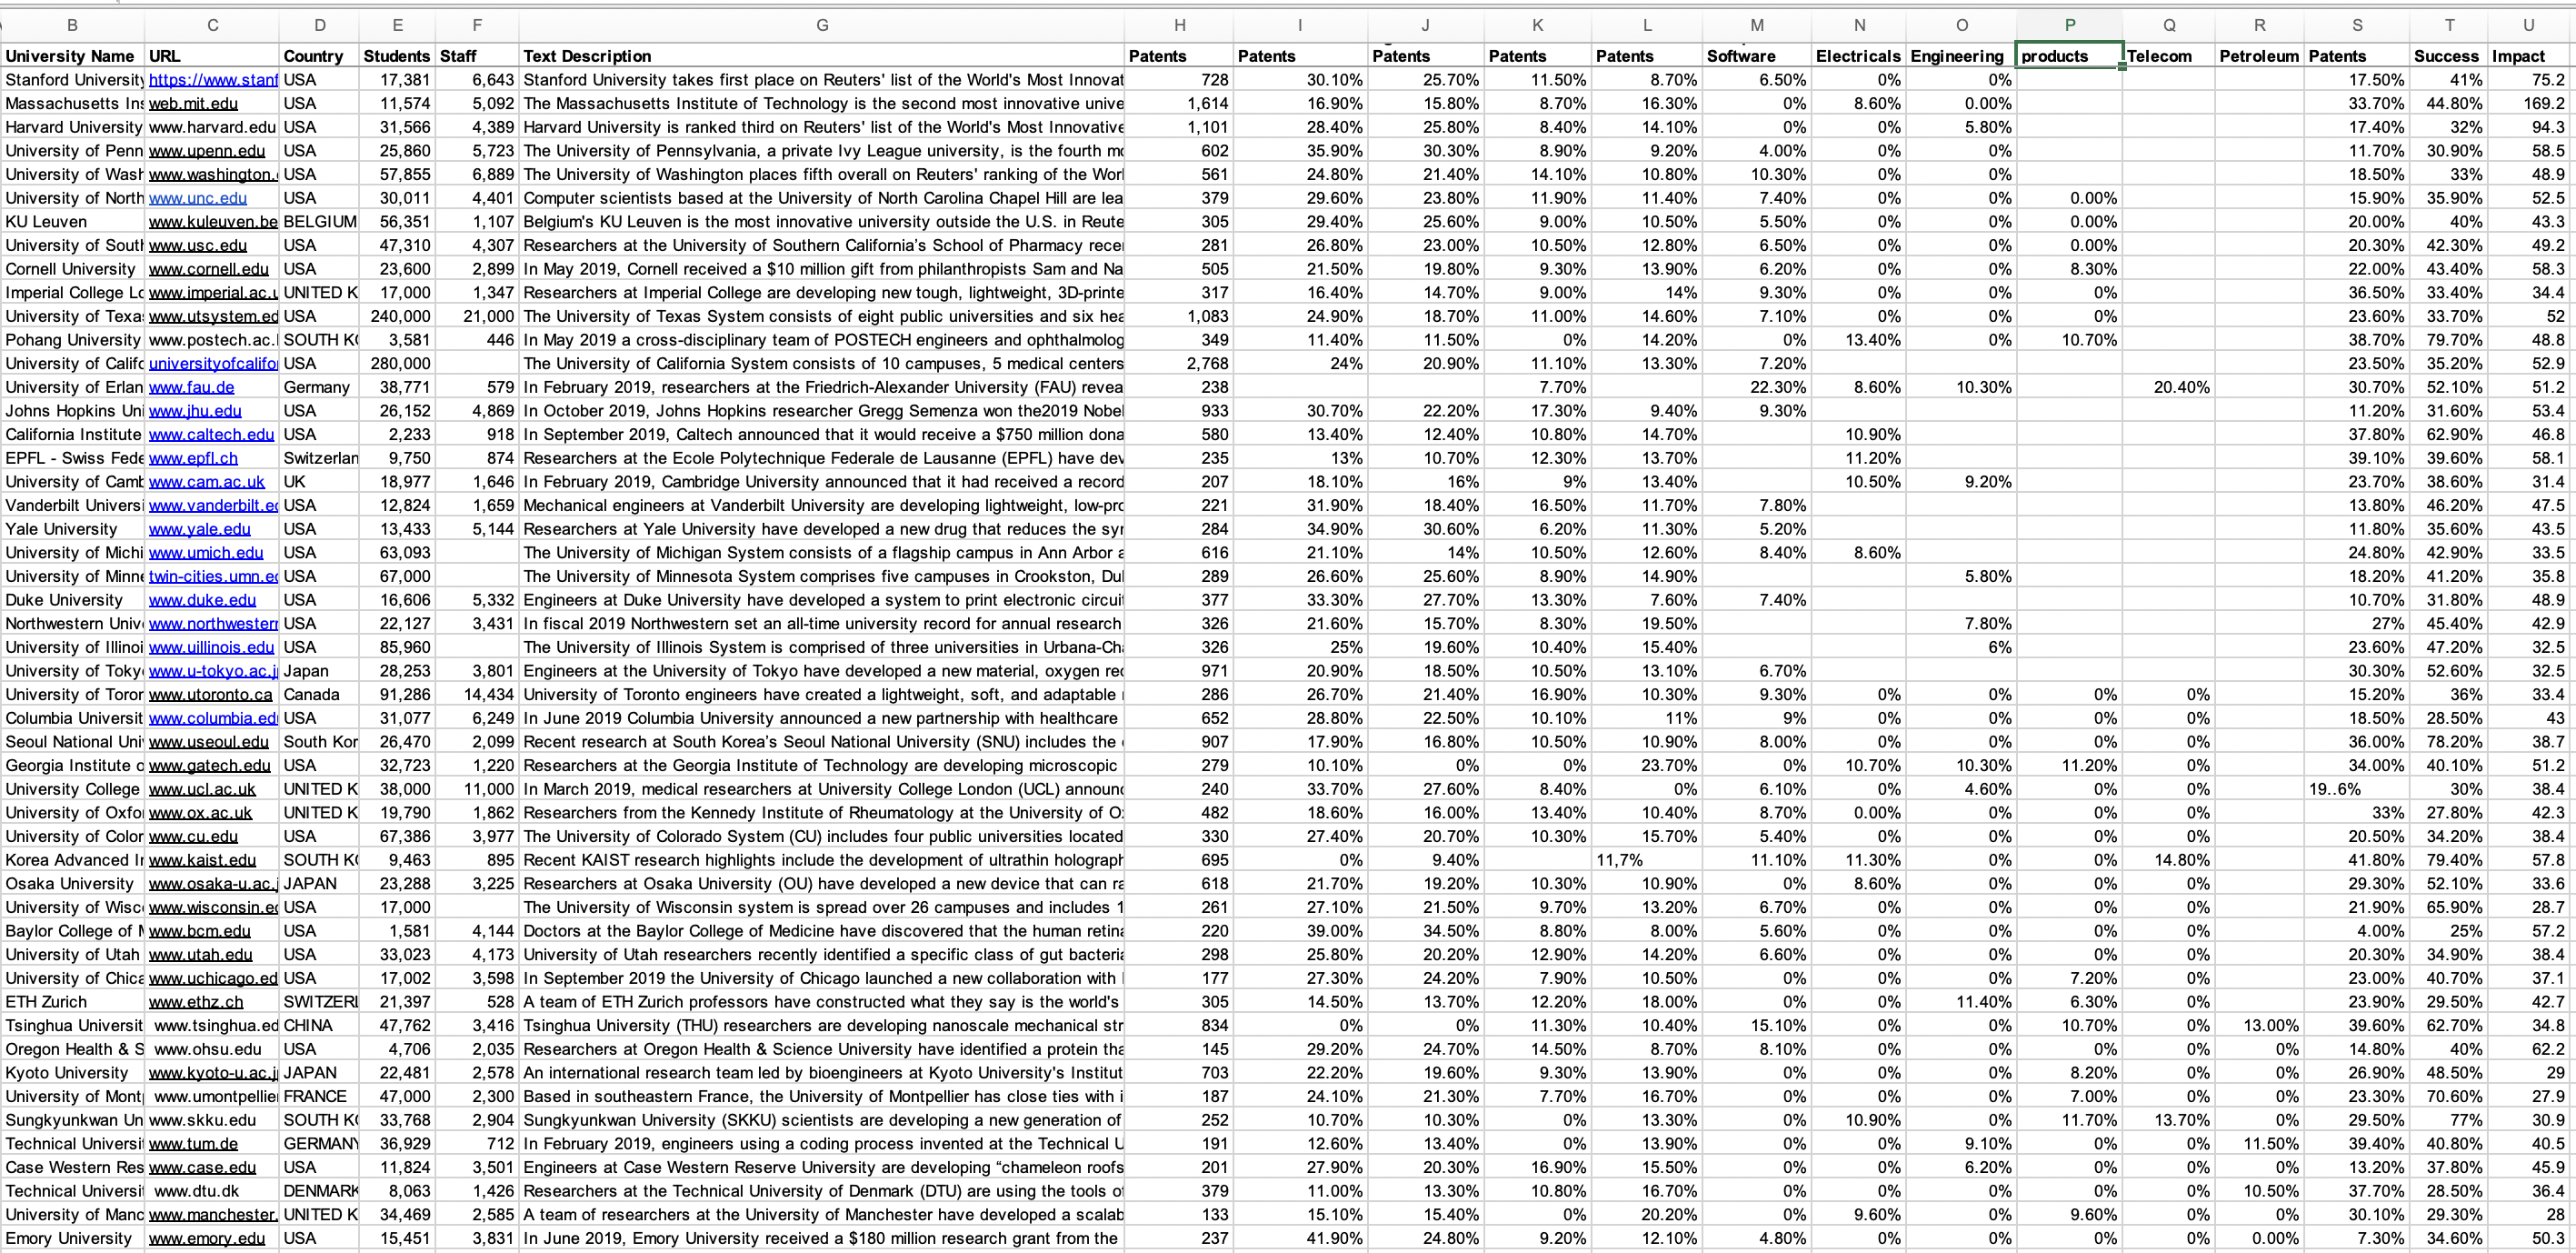 B C D E F G H I J K L M N O P Q R S T U
University Name URL Country Students Staff Text Description Patents Patents Patents Patents Patents Software Electricals Engineering products Telecom Petroleum Patents Success Impact
Stanford University https://www.stanf USA 17,381 6,643 Stanford University takes first place on Reuters' list of the World's Most Innovat 728 30.10% 25.70% 11.50% 8.70% 6.50% 0% 0% 17.50% 41% 75.2
Massachusetts Ins web.mit.edu USA 11,574 5,092 The Massachusetts Institute of Technology is the second most innovative unive 1,614 16.90% 15.80% 8.70% 16.30% 0% 8.60% 0.00% 33.70% 44.80% 169.2
Harvard University www.harvard.edu USA 31,566 4,389 Harvard University is ranked third on Reuters' list of the World's Most Innovative 1,101 28.40% 25.80% 8.40% 14.10% 0% 0% 5.80% 17.40% 32% 94.3
University of Penn www.upenn.edu USA 25,860 5,723 The University of Pennsylvania, a private Ivy League university, is the fourth mo 602 35.90% 30.30% 8.90% 9.20% 4.00% 0% 0% 11.70% 30.90% 58.5
University of Wash www.washington. USA 57,855 6,889 The University of Washington places fifth overall on Reuters' ranking of the Wor 561 24.80% 21.40% 14.10% 10.80% 10.30% 0% 0% 18.50% 33% 48.9
University of North www.unc.edu USA 30,011 4,401 Computer scientists based at the University of North Carolina Chapel Hill are lea 379 29.60% 23.80% 11.90% 11.40% 7.40% 0% 0% 0.00% 15.90% 35.90% 52.5
KU Leuven www.kuleuven.be BELGIUM 56,351 1,107 Belgium's KU Leuven is the most innovative university outside the U.S. in Reute 305 29.40% 25.60% 9.00% 10.50% 5.50% 0% 0% 0.00% 20.00% 40% 43.3
University of Sout www.usc.edu USA 47,310 4,307 Researchers at the University of Southern California's School of Pharmacy rece 281 26.80% 23.00% 10.50% 12.80% 6.50% 0% 0% 0.00% 20.30% 42.30% 49.2
Cornell University www.cornell.edu USA 23,600 2,899 In May 2019, Cornell received a $10 million gift from philanthropists Sam and Na 505 21.50% 19.80% 9.30% 13.90% 6.20% 0% 0% 8.30% 22.00% 43.40% 58.3
Imperial College Lo www.imperial.ac.u UNITED K 17,000 1,347 Researchers at Imperial College are developing new tough, lightweight, 3D-printe 317 16.40% 14.70% 9.00% 14% 9.30% 0% 0% 0% 36.50% 33.40% 34.4
University of Texas www.utsystem.ed USA 240,000 21,000 The University of Texas System consists of eight public universities and six hea 1,083 24.90% 18.70% 11.00% 14.60% 7.10% 0% 0% 0% 23.60% 33.70% 52
Pohang University www.postech.ac. SOUTH KO 3,581 446 In May 2019 a cross-disciplinary team of POSTECH engineers and ophthalmolog 349 11.40% 11.50% 0% 14.20% 0% 13.40% 0% 10.70% 38.70% 79.70% 48.8
University of Califo universityofcalifo USA 280,000 The University of California System consists of 10 campuses, 5 medical centers 2,768 24% 20.90% 11.10% 13.30% 7.20% 23.50% 35.20% 52.9
University of Erlan www.fau.de Germany 38,771 579 In February 2019, researchers at the Friedrich-Alexander University (FAU) revea 238 7.70% 22.30% 8.60% 10.30% 20.40% 30.70% 52.10% 51.2
Johns Hopkins Uni www.jhu.edu USA 26,152 4,869 In October 2019, Johns Hopkins researcher Gregg Semenza won the2019 Nobel 933 30.70% 22.20% 17.30% 9.40% 9.30% 11.20% 31.60% 53.4
California Institute www.caltech.edu USA 2,233 918 In September 2019, Caltech announced that it would receive a $750 million dona 580 13.40% 12.40% 10.80% 14.70% 10.90% 37.80% 62.90% 46.8
EPFL - Swiss Fede www.epfl.ch Switzerlan 9,750 874 Researchers at the Ecole Polytechnique Federale de Lausanne (EPFL) have dev 235 13% 10.70% 12.30% 13.70% 11.20% 39.10% 39.60% 58.1
University of Camb www.cam.ac.uk UK 18,977 1,646 In February 2019, Cambridge University announced that it had received a record 207 18.10% 16% 9% 13.40% 10.50% 9.20% 23.70% 38.60% 31.4
Vanderbilt Universi www.vanderbilt.ed USA 12,824 1,659 Mechanical engineers at Vanderbilt University are developing lightweight, low-pro 221 31.90% 18.40% 16.50% 11.70% 7.80% 13.80% 46.20% 47.5
Yale University www.yale.edu USA 13,433 5,144 Researchers at Yale University have developed a new drug that reduces the syn 284 34.90% 30.60% 6.20% 11.30% 5.20% 11.80% 35.60% 43.5
University of Michi www.umich.edu USA 63,093 The University of Michigan System consists of a flagship campus in Ann Arbor a 616 21.10% 14% 10.50% 12.60% 8.40% 8.60% 24.80% 42.90% 33.5
University of Minne twin-cities.umn.ed USA 67,000 The University of Minnesota System comprises five campuses in Crookston, Dul 289 26.60% 25.60% 8.90% 14.90% 5.80% 18.20% 41.20% 35.8
Duke University www.duke.edu USA 16,606 5,332 Engineers at Duke University have developed a system to print electronic circuit 377 33.30% 27.70% 13.30% 7.60% 7.40% 10.70% 31.80% 48.9
Northwestern Univ www.northwestern USA 22,127 3,431 In fiscal 2019 Northwestern set an all-time university record for annual research 326 21.60% 15.70% 8.30% 19.50% 7.80% 27% 45.40% 42.9
University of Illinoi www.uillinois.edu USA 85,960 The University of Illinois System is comprised of three universities in Urbana-Cha 326 25% 19.60% 10.40% 15.40% 6% 23.60% 47.20% 32.5
University of Tokyo www.u-tokyo.ac.j Japan 28,253 3,801 Engineers at the University of Tokyo have developed a new material, oxygen red 971 20.90% 18.50% 10.50% 13.10% 6.70% 30.30% 52.60% 32.5
University of Toron www.utoronto.ca Canada 91,286 14,434 University of Toronto engineers have created a lightweight, soft, and adaptable 286 26.70% 21.40% 16.90% 10.30% 9.30% 0% 0% 0% 0% 15.20% 36% 33.4
Columbia Universit www.columbia.ed USA 31,077 6,249 In June 2019 Columbia University announced a new partnership with healthcare 652 28.80% 22.50% 10.10% 11% 9% 0% 0% 0% 0% 18.50% 28.50% 43
Seoul National Uni www.useoul.edu South Kor 26,470 2,099 Recent research at South Korea's Seoul National University (SNU) includes the 907 17.90% 16.80% 10.50% 10.90% 8.00% 0% 0% 0% 0% 36.00% 78.20% 38.7
Georgia Institute o www.gatech.edu USA 32,723 1,220 Researchers at the Georgia Institute of Technology are developing microscopic 279 10.10% 0% 0% 23.70% 0% 10.70% 10.30% 11.20% 0% 34.00% 40.10% 51.2
University College www.ucl.ac.uk UNITED K 38,000 11,000 In March 2019, medical researchers at University College London (UCL) announc 240 33.70% 27.60% 8.40% 0% 6.10% 0% 4.60% 0% 0% 19..6% 30% 38.4
University of Oxfo www.ox.ac.uk UNITED K 19,790 1,862 Researchers from the Kennedy Institute of Rheumatology at the University of Ox 482 18.60% 16.00% 13.40% 10.40% 8.70% 0.00% 0% 0% 0% 33% 27.80% 42.3
University of Color www.cu.edu USA 67,386 3,977 The University of Colorado System (CU) includes four public universities located 330 27.40% 20.70% 10.30% 15.70% 5.40% 0% 0% 0% 0% 20.50% 34.20% 38.4
Korea Advanced In www.kaist.edu SOUTH KO 9,463 895 Recent KAIST research highlights include the development of ultrathin holograph 695 0% 9.40% 11,7% 11.10% 11.30% 0% 0% 14.80% 41.80% 79.40% 57.8
Osaka University www.osaka-u.ac.j JAPAN 23,288 3,225 Researchers at Osaka University (OU) have developed a new device that can ra 618 21.70% 19.20% 10.30% 10.90% 0% 8.60% 0% 0% 0% 29.30% 52.10% 33.6
University of Wisc www.wisconsin.ed USA 17,000 The University of Wisconsin system is spread over 26 campuses and includes 1 261 27.10% 21.50% 9.70% 13.20% 6.70% 0% 0% 0% 0% 21.90% 65.90% 28.7
Baylor College of M www.bcm.edu USA 1,581 4,144 Doctors at the Baylor College of Medicine have discovered that the human retina 220 39.00% 34.50% 8.80% 8.00% 5.60% 0% 0% 0% 0% 4.00% 25% 57.2
University of Utah www.utah.edu USA 33,023 4,173 University of Utah researchers recently identified a specific class of gut bacteria 298 25.80% 20.20% 12.90% 14.20% 6.60% 0% 0% 0% 0% 20.30% 34.90% 38.4
University of Chica www.uchicago.ed USA 17,002 3,598 In September 2019 the University of Chicago launched a new collaboration with 177 27.30% 24.20% 7.90% 10.50% 0% 0% 0% 7.20% 0% 23.00% 40.70% 37.1
ETH Zurich www.ethz.ch SWITZERL 21,397 528 A team of ETH Zurich professors have constructed what they say is the world's 305 14.50% 13.70% 12.20% 18.00% 0% 0% 11.40% 6.30% 0% 23.90% 29.50% 42.7
Tsinghua Universit www.tsinghua.ed CHINA 47,762 3,416 Tsinghua University (THU) researchers are developing nanoscale mechanical str 834 0% 0% 11.30% 10.40% 15.10% 0% 0% 10.70% 0% 13.00% 39.60% 62.70% 34.8
Oregon Health & S www.ohsu.edu USA 4,706 2,035 Researchers at Oregon Health & Science University have identified a protein tha 145 29.20% 24.70% 14.50% 8.70% 8.10% 0% 0% 0% 0% 0% 14.80% 40% 62.2
Kyoto University www.kyoto-u.ac.j JAPAN 22,481 2,578 An international research team led by bioengineers at Kyoto University's Institut 703 22.20% 19.60% 9.30% 13.90% 0% 0% 0% 8.20% 0% 0% 26.90% 48.50% 29
University of Montp www.umontpellie FRANCE 47,000 2,300 Based in southeastern France, the University of Montpellier has close ties with i 187 24.10% 21.30% 7.70% 16.70% 0% 0% 0% 7.00% 0% 0% 23.30% 70.60% 27.9
Sungkyunkwan Un www.skku.edu SOUTH KO 33,768 2,904 Sungkyunkwan University (SKKU) scientists are developing a new generation of 252 10.70% 10.30% 0% 13.30% 0% 10.90% 0% 11.70% 13.70% 0% 29.50% 77% 30.9
Technical Universi www.tum.de GERMANY 36,929 712 In February 2019, engineers using a coding process invented at the Technical U 191 12.60% 13.40% 0% 13.90% 0% 0% 9.10% 0% 0% 11.50% 39.40% 40.80% 40.5
Case Western Res www.case.edu USA 11,824 3,501 Engineers at Case Western Reserve University are developing “chameleon roofs 201 27.90% 20.30% 16.90% 15.50% 0% 0% 6.20% 0% 0% 0% 13.20% 37.80% 45.9
Technical Universi www.dtu.dk DENMARK 8,063 1,426 Researchers at the Technical University of Denmark (DTU) are using the tools of 379 11.00% 13.30% 10.80% 16.70% 0% 0% 0% 0% 0% 10.50% 37.70% 28.50% 36.4
University of Manc www.manchester. UNITED K 34,469 2,585 A team of researchers at the University of Manchester have developed a scalab 133 15.10% 15.40% 0% 20.20% 0% 9.60% 0% 9.60% 0% 0% 30.10% 29.30% 28
Emory University www.emory.edu USA 15,451 3,831 In June 2019, Emory University received a $180 million research grant from the 237 41.90% 24.80% 9.20% 12.10% 4.80% 0% 0% 0% 0% 0.00% 7.30% 34.60% 50.3